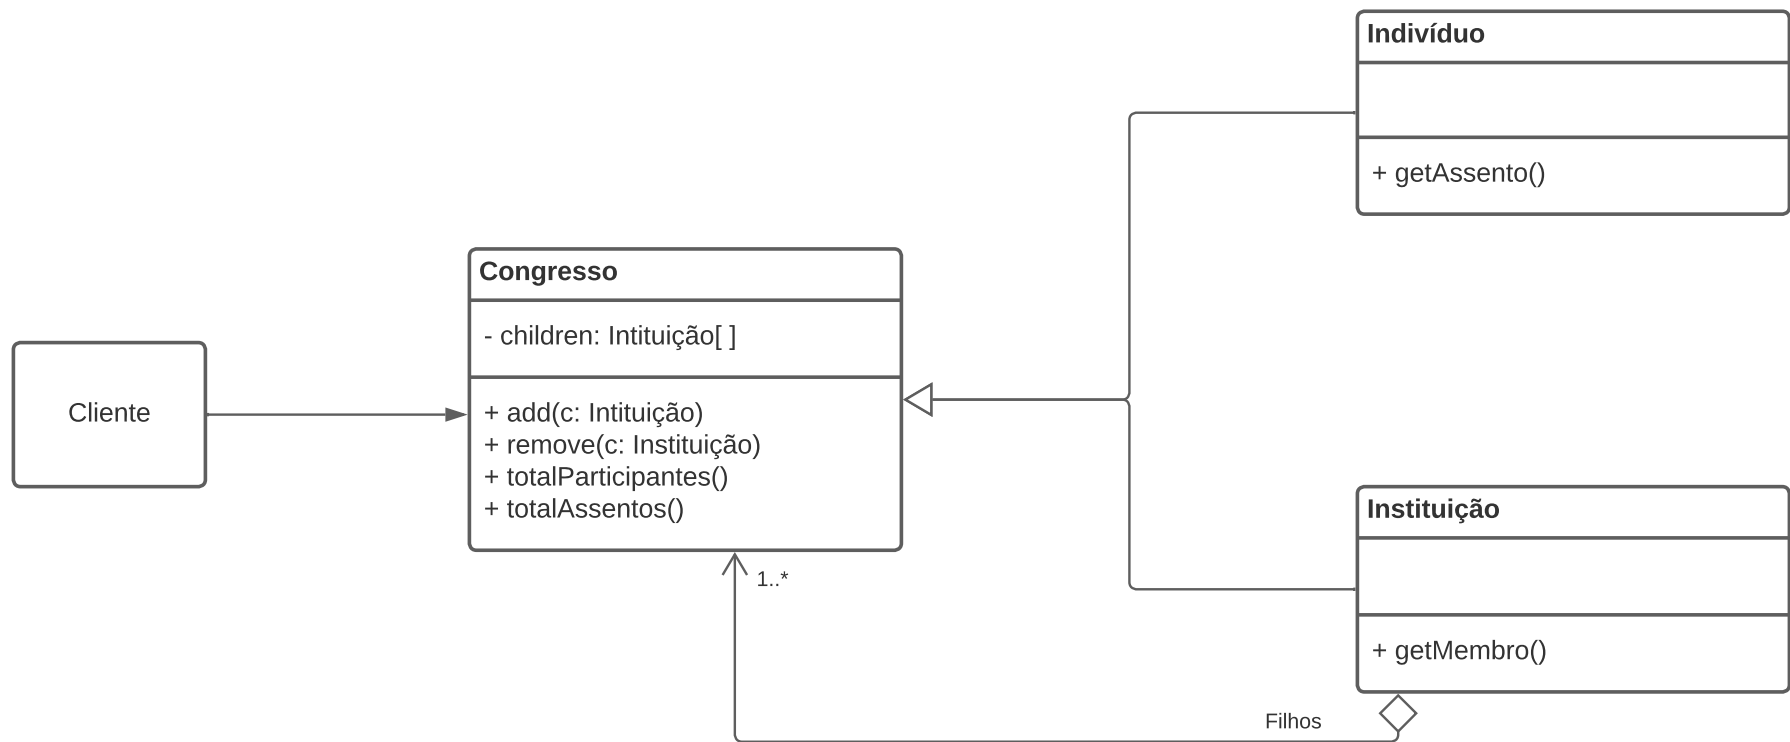 Indivíduo
+ getAssento()
Congresso
- children: Intituição[ ]
+ add(c: Intituição)
+ remove(c: Instituição)
+ totalParticipantes()
+ totalAssentos()
Cliente
Instituição
+ getMembro()
1..*
Filhos